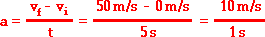 a = (v_f - v_i) / t = (50 m/s - 0 m/s) / 5 s = 10 m/s / 1 s